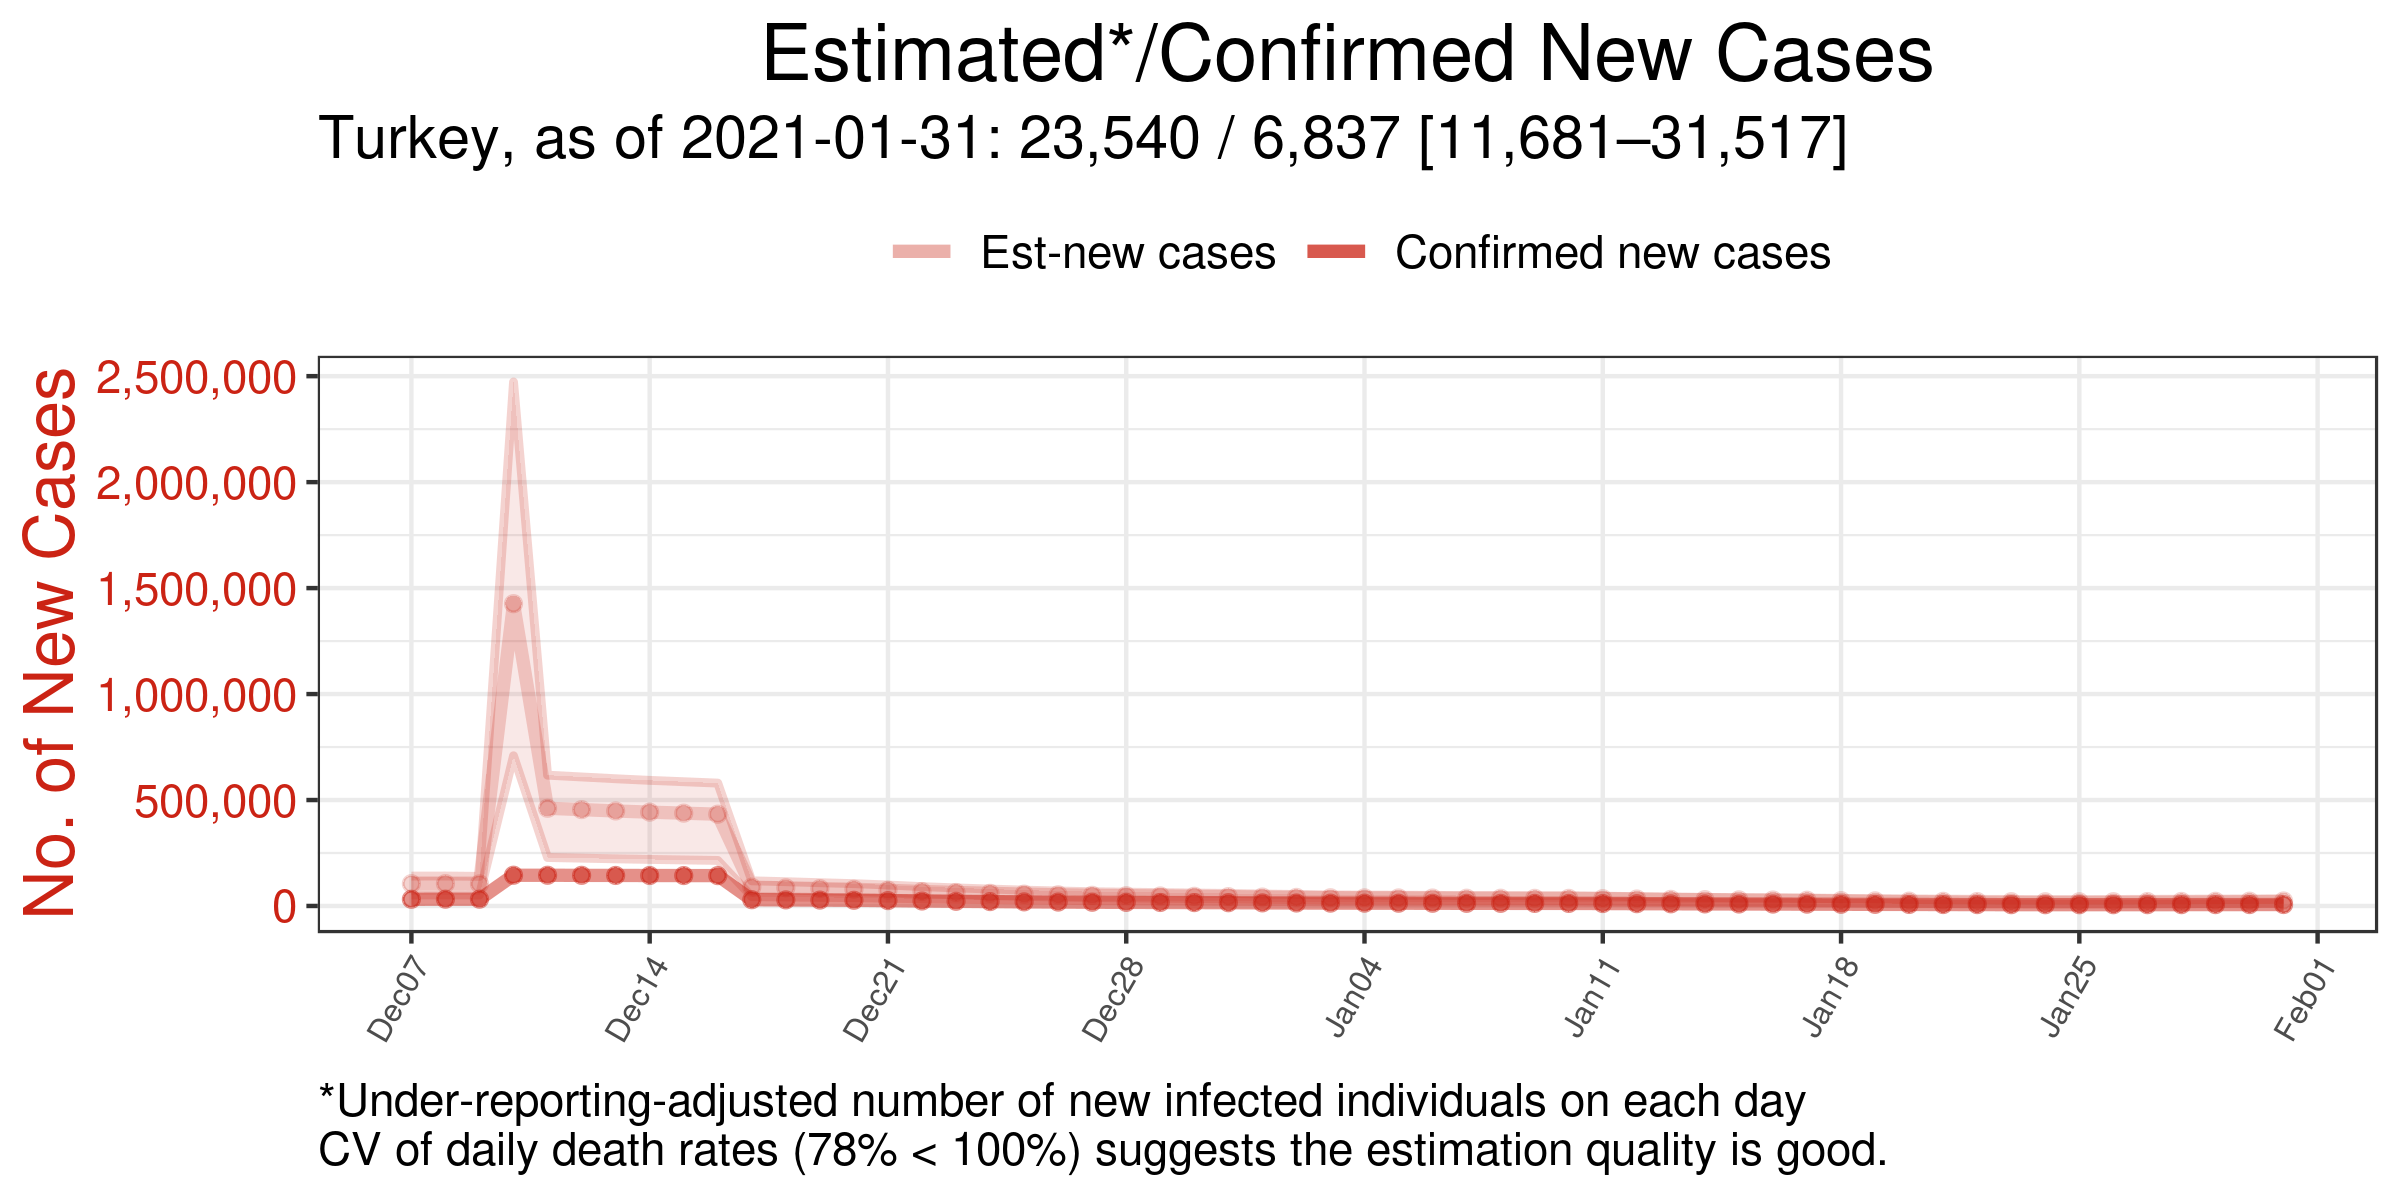 Estimated*/Confirmed New Cases
Turkey, as of 2021-01-31: 23,540 / 6,837 [11,681–31,517]
Est-new cases
Confirmed new cases
No. of New Cases
2,500,000
2,000,000
1,500,000
1,000,000
500,000
0
Dec07
Dec14
Dec21
Dec28
Jan04
Jan11
Jan18
Jan25
Feb01
*Under-reporting-adjusted number of new infected individuals on each day
CV of daily death rates (78% < 100%) suggests the estimation quality is good.